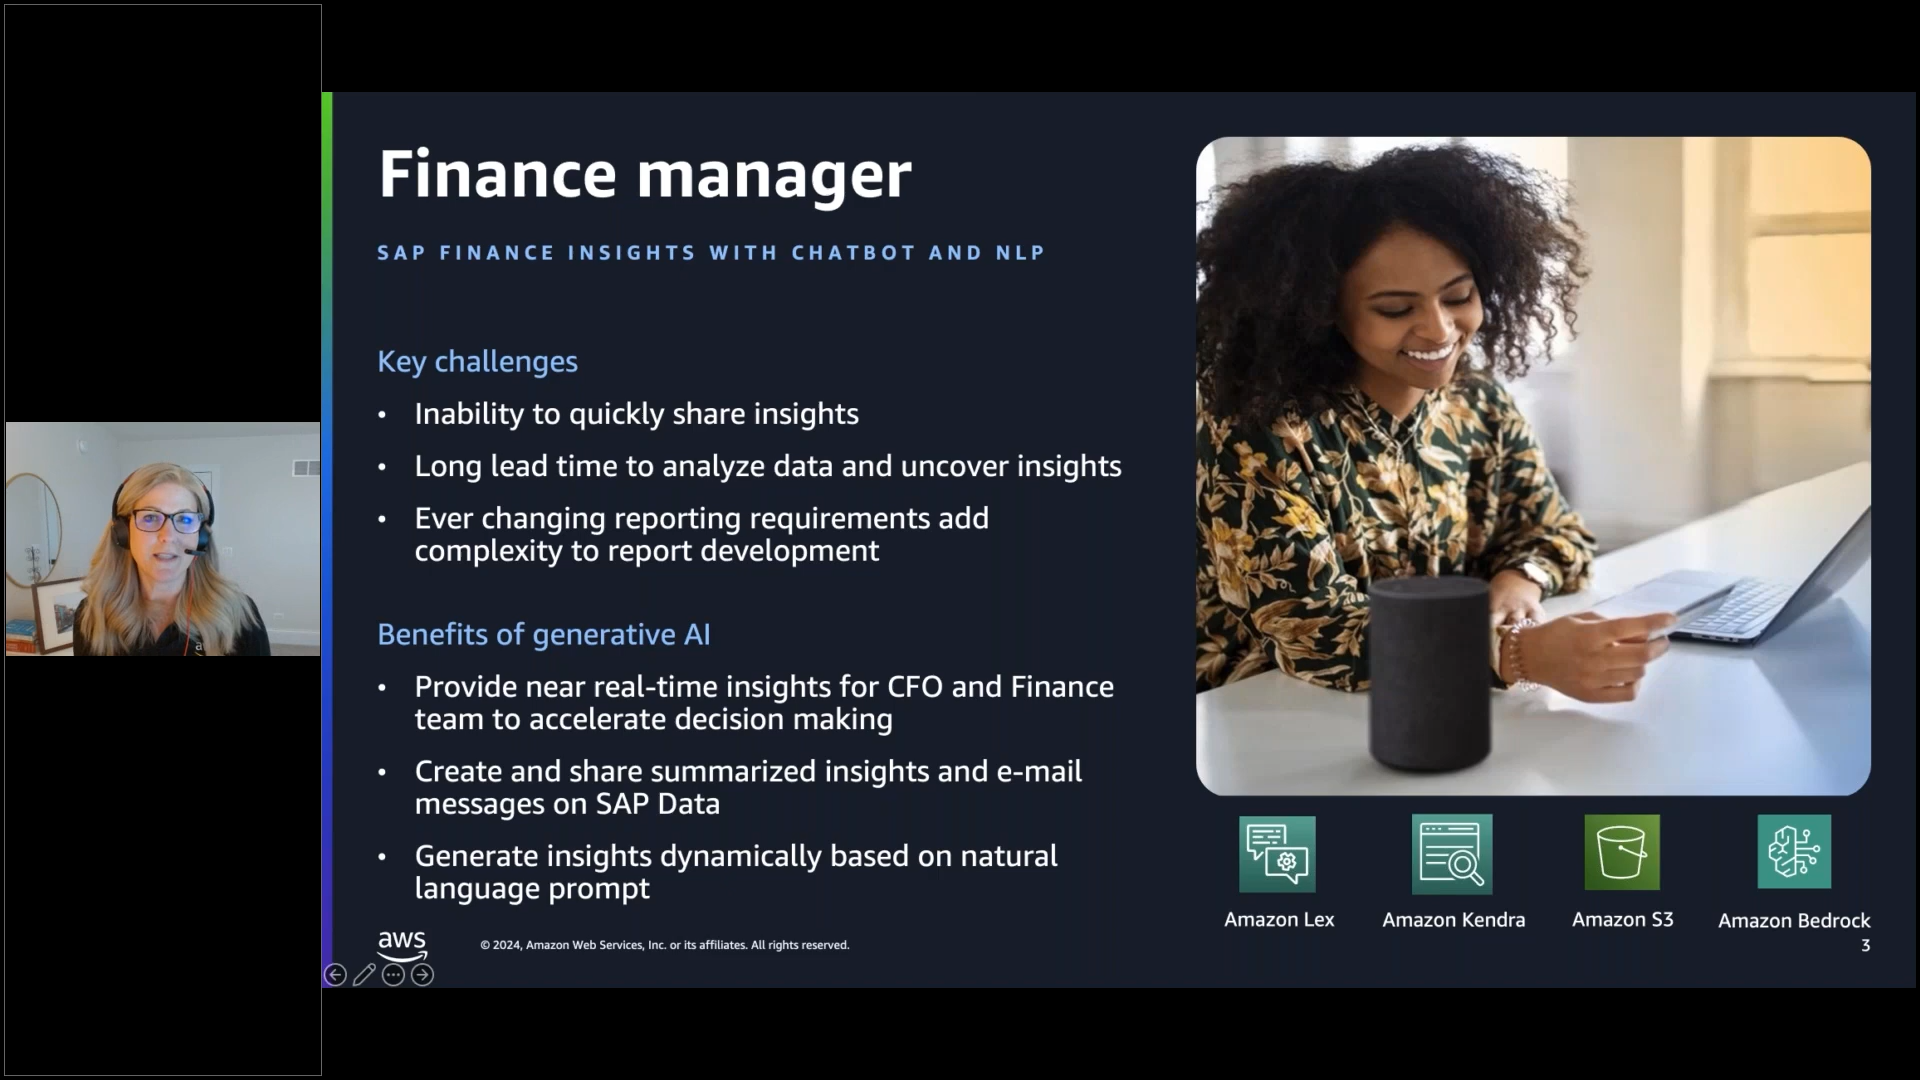 Finance manager
SAP FINANCE INSIGHTS WITH CHATBOT AND NLP
Key challenges
• Inability to quickly share insights
• Long lead time to analyze data and uncover insights
• Ever changing reporting requirements add
complexity to report development
Benefits of generative AI
• Provide near real-time insights for CFO and Finance
team to accelerate decision making
• Create and share summarized insights and e-mail
messages on SAP Data
• Generate insights dynamically based on natural
language prompt
Amazon Lex
Amazon Kendra
Amazon S3
Amazon Bedrock
aws
© 2024, Amazon Web Services, Inc. or its affiliates. All rights reserved.
3